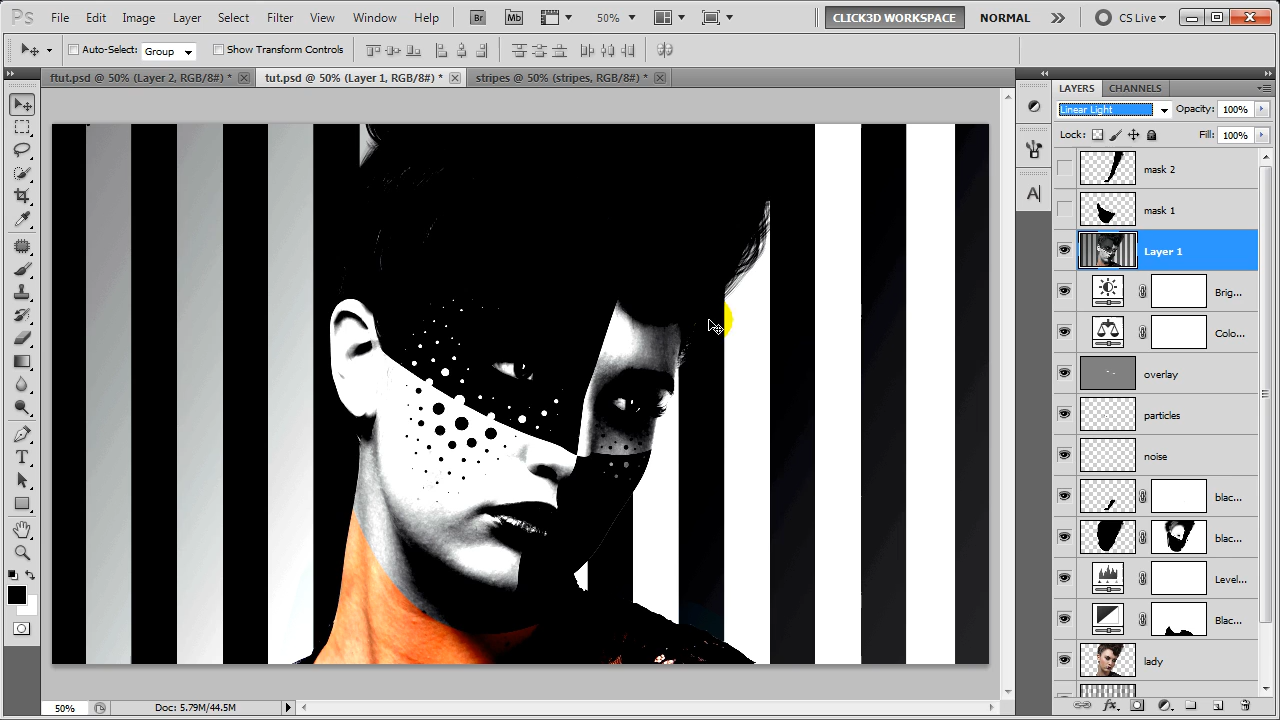 Ps File Edit Image Layer Select Filter View Window Help Br Mb 50% CLICK3D WORKSPACE NORMAL CS Live
Auto-Select: Group Show Transform Controls
ftut.psd @ 50% (Layer 2, RGB/8#) * tut.psd @ 50% (Layer 1, RGB/8#) * stripes @ 50% (stripes, RGB/8#) *
LAYERS CHANNELS
Linear Light Opacity: 100%
Lock: Fill: 100%
mask 2
A
mask 1
Layer 1
Brig...
Colo...
overlay
particles
T
noise
blac...
blac...
Level...
Blac...
lady
50% Doc: 5.79M/44.5M
fx